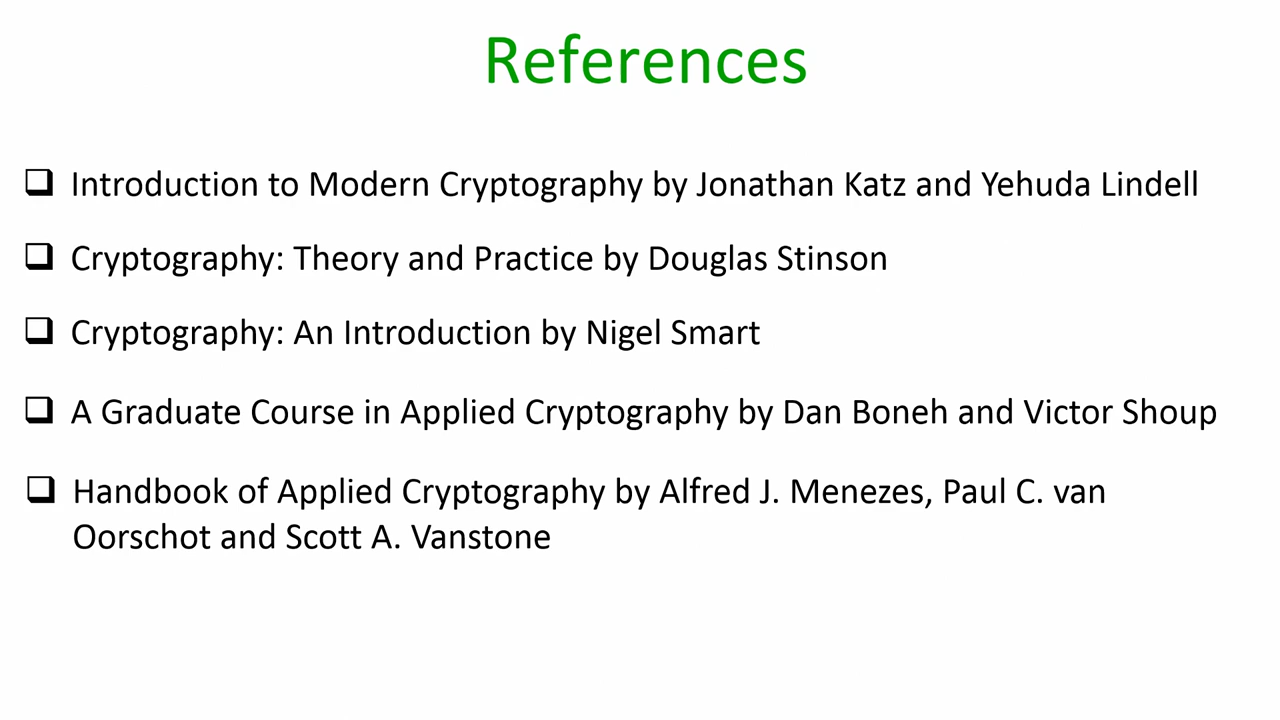 References
❑ Introduction to Modern Cryptography by Jonathan Katz and Yehuda Lindell
❑ Cryptography: Theory and Practice by Douglas Stinson
❑ Cryptography: An Introduction by Nigel Smart
❑ A Graduate Course in Applied Cryptography by Dan Boneh and Victor Shoup
❑ Handbook of Applied Cryptography by Alfred J. Menezes, Paul C. van
Oorschot and Scott A. Vanstone